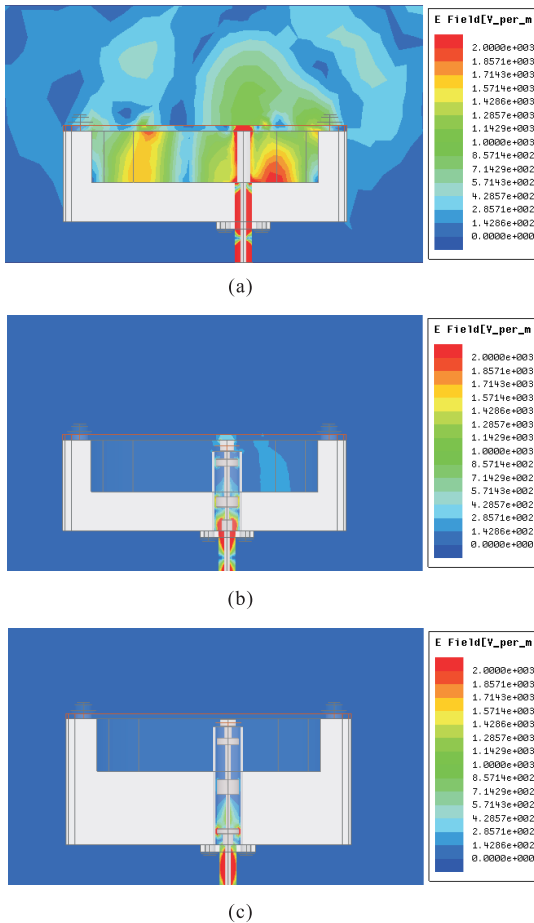 E Field[V_per_m
2.0000e+003
1.8571e+003
1.7143e+003
1.5714e+003
1.4286e+003
1.2857e+003
1.1429e+003
1.0000e+003
8.5714e+002
7.1429e+002
5.7143e+002
4.2857e+002
2.8571e+002
1.4286e+002
0.0000e+000
(a)
E Field[V_per_m
2.0000e+003
1.8571e+003
1.7143e+003
1.5714e+003
1.4286e+003
1.2857e+003
1.1429e+003
1.0000e+003
8.5714e+002
7.1429e+002
5.7143e+002
4.2857e+002
2.8571e+002
1.4286e+002
0.0000e+000
(b)
E Field[V_per_m
2.0000e+003
1.8571e+003
1.7143e+003
1.5714e+003
1.4286e+003
1.2857e+003
1.1429e+003
1.0000e+003
8.5714e+002
7.1429e+002
5.7143e+002
4.2857e+002
2.8571e+002
1.4286e+002
0.0000e+000
(c)